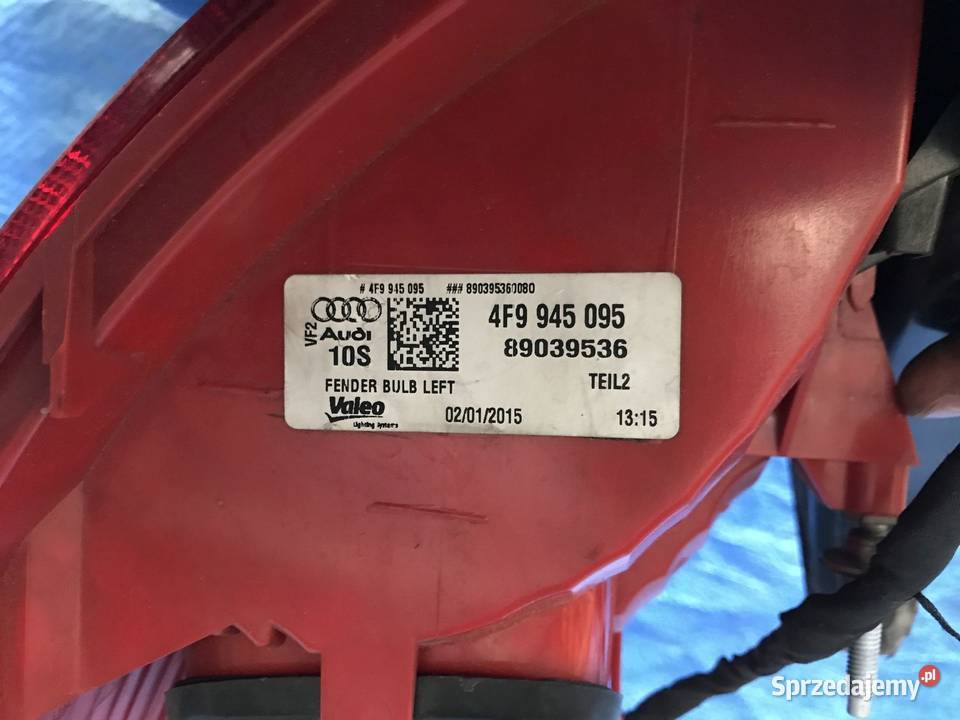 # 4F9 945 095 ### 890395360080
VF2
Audi
10S
4F9 945 095
89039536
FENDER BULB LEFT
TEIL2
Valeo
Lighting Systems
02/01/2015
13:15
Sprzedajemy.pl